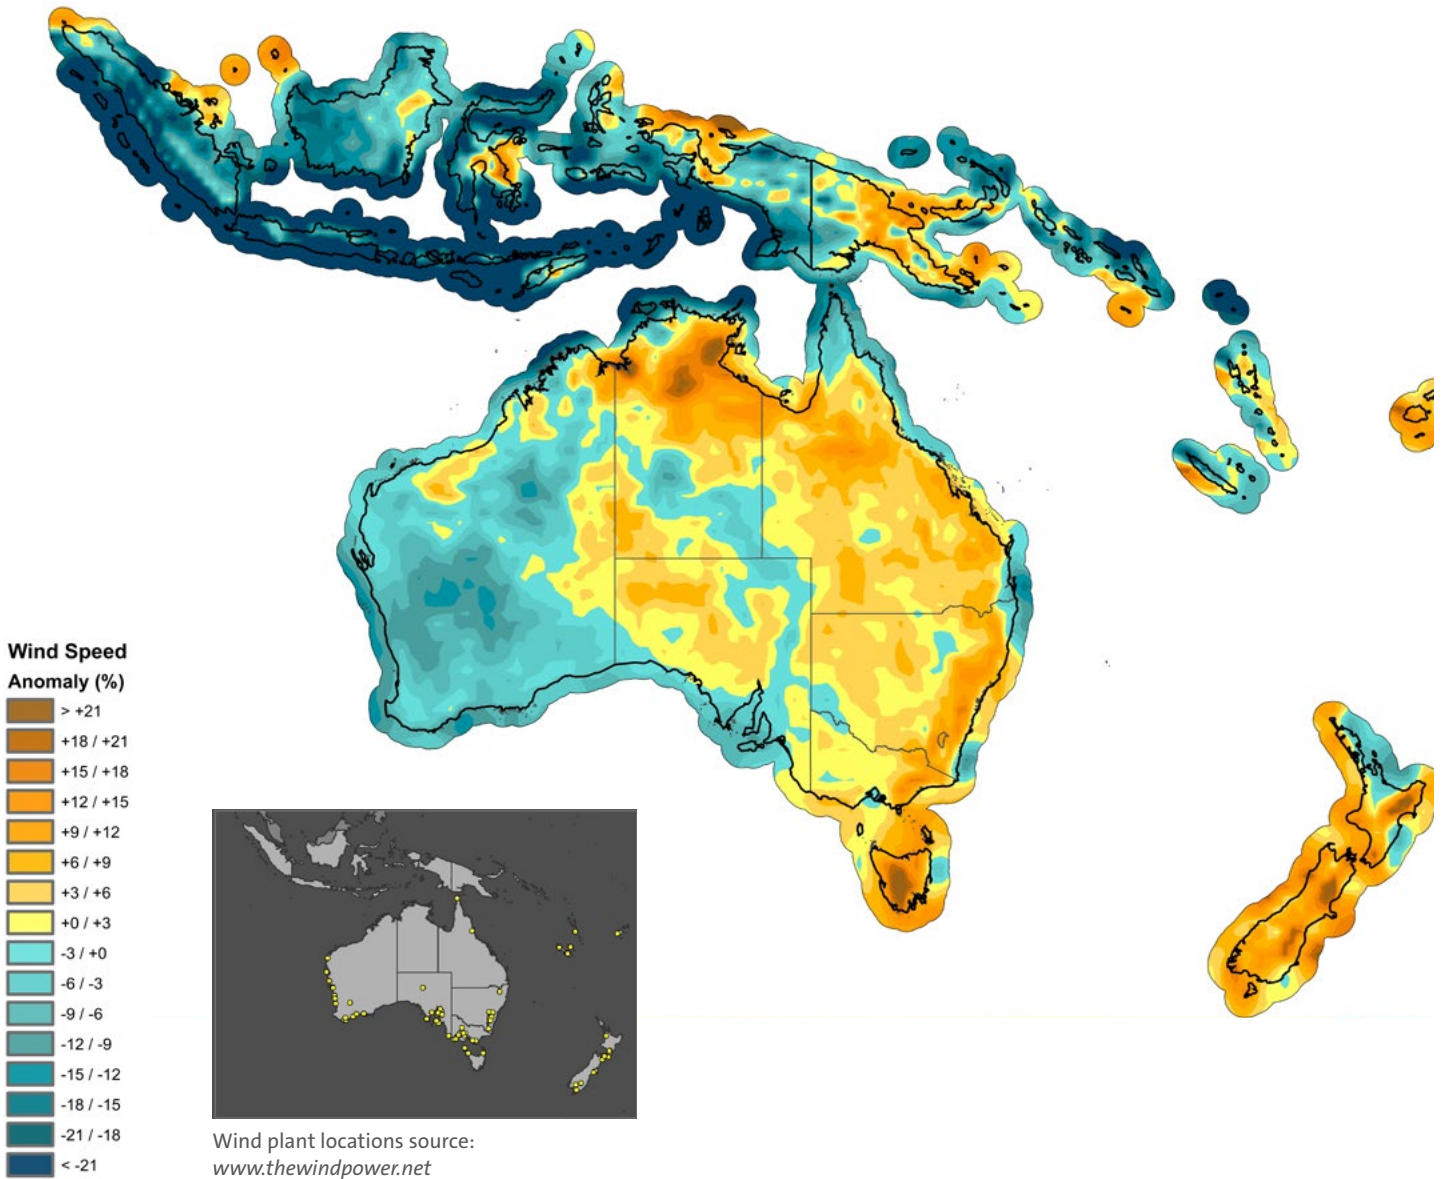 Wind Speed
Anomaly (%)
> +21
+18 / +21
+15 / +18
+12 / +15
+9 / +12
+6 / +9
+3 / +6
+0 / +3
-3 / +0
-6 / -3
-9 / -6
-12 / -9
-15 / -12
-18 / -15
-21 / -18
< -21
Wind plant locations source:
www.thewindpower.net